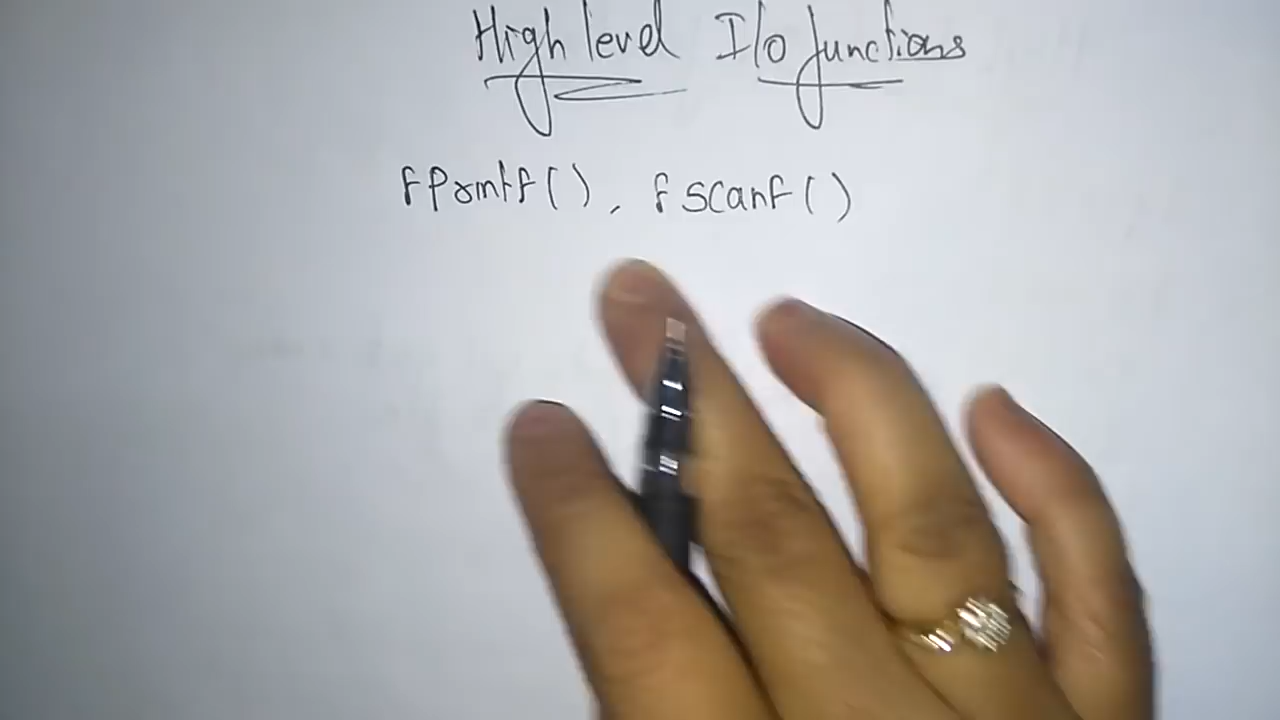 High level I/o functions
fprintf(), fscanf()